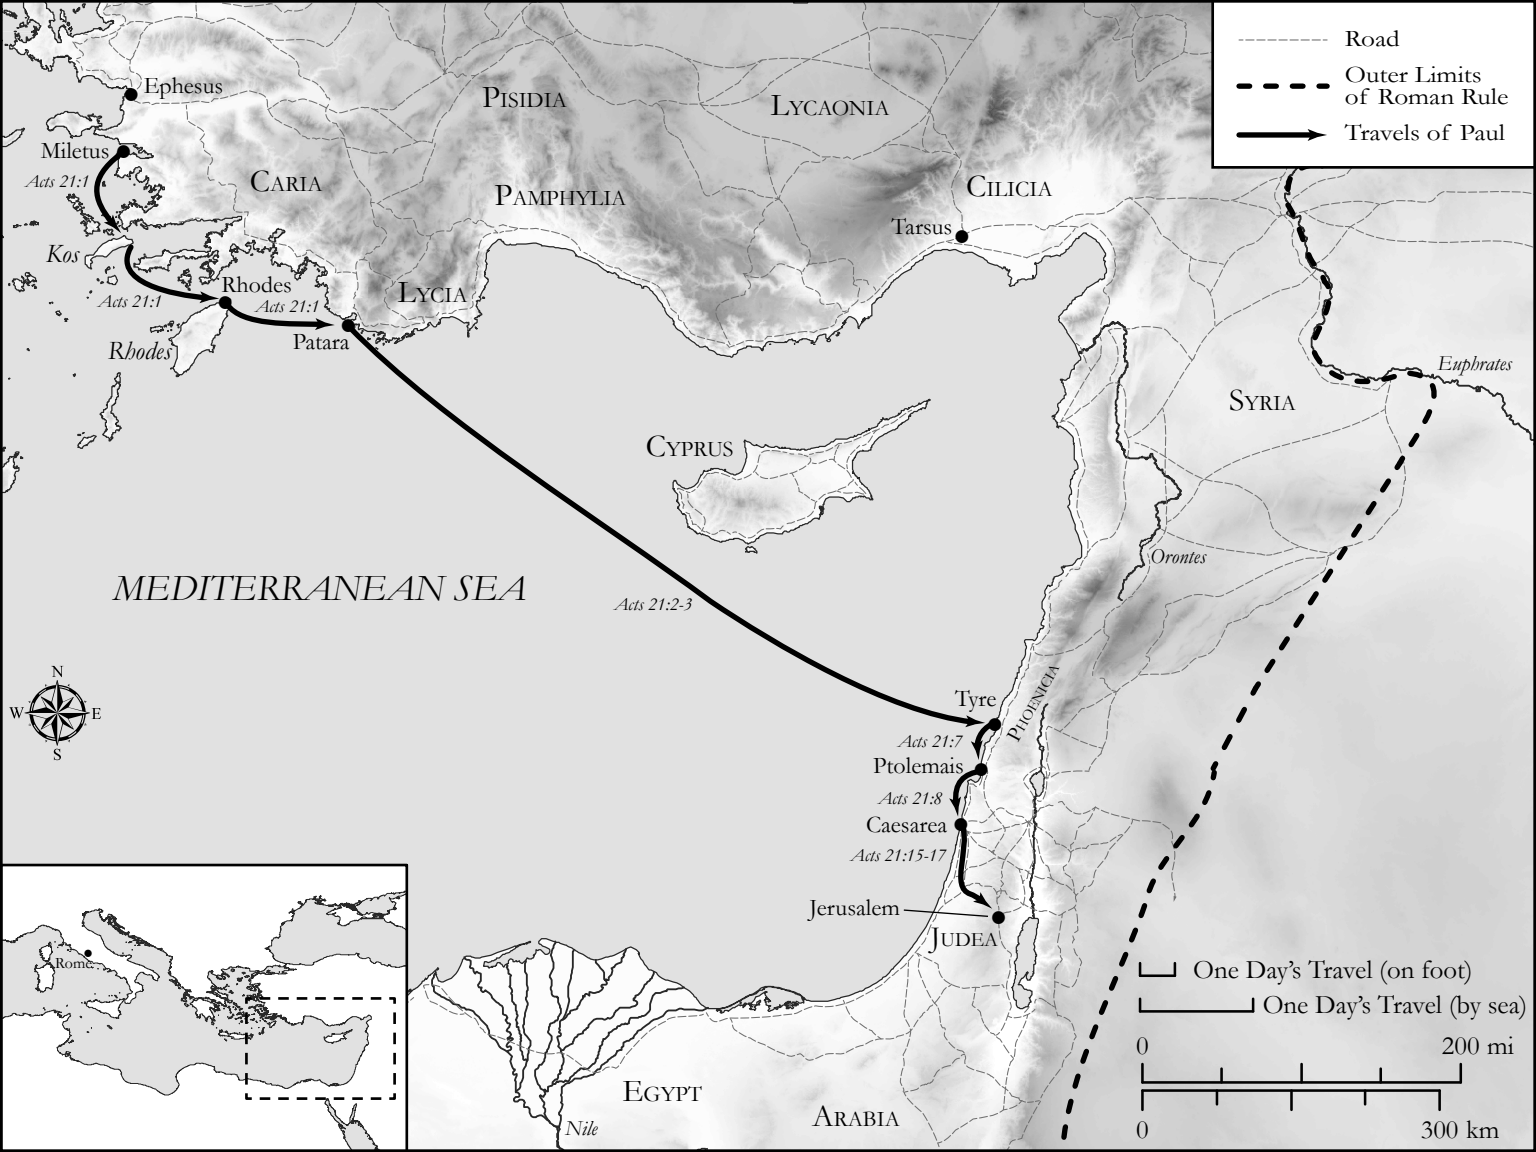 Road
Outer Limits
of Roman Rule
Travels of Paul
Ephesus
PISIDIA
LYCAONIA
Miletus
Acts 21:1
CARIA
PAMPHYLIA
CILICIA
Tarsus
Kos
Acts 21:1
Rhodes
Acts 21:1
LYCIA
Patara
Rhodes
Euphrates
SYRIA
CYPRUS
Orontes
MEDITERRANEAN SEA
Acts 21:2-3
N
W
E
S
Tyre
PHOENICIA
Acts 21:7
Ptolemais
Acts 21:8
Caesarea
Acts 21:15-17
Jerusalem
JUDEA
Rome
One Day's Travel (on foot)
One Day's Travel (by sea)
0
200 mi
0
300 km
EGYPT
ARABIA
Nile